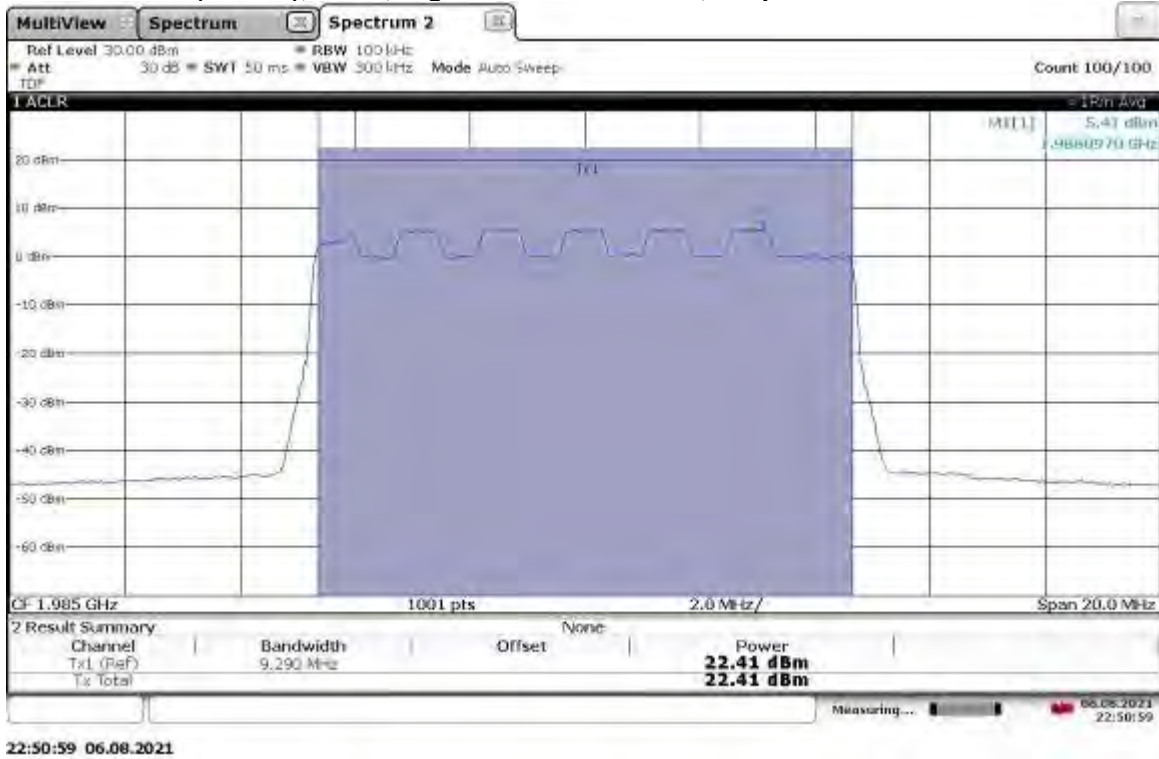 MultiView Spectrum Spectrum 2
Ref Level 30.00 dBm RBW 100 kHz
Att 30 dB SWT 50 ms VBW 300 kHz Mode Auto Sweep Count 100/100
TDF
1 ACLR 1Rm Avg
M1[1] 5.41 dBm
1.9880970 GHz
20 dBm
Tx1
10 dBm
0 dBm
-10 dBm
-20 dBm
-30 dBm
-40 dBm
-50 dBm
-60 dBm
CF 1.985 GHz 1001 pts 2.0 MHz/ Span 20.0 MHz
2 Result Summary None
Channel Bandwidth Offset Power
Tx1 (Ref) 9.290 MHz 22.41 dBm
Tx Total 22.41 dBm
Measuring... 06.08.2021
22:50:59
22:50:59 06.08.2021